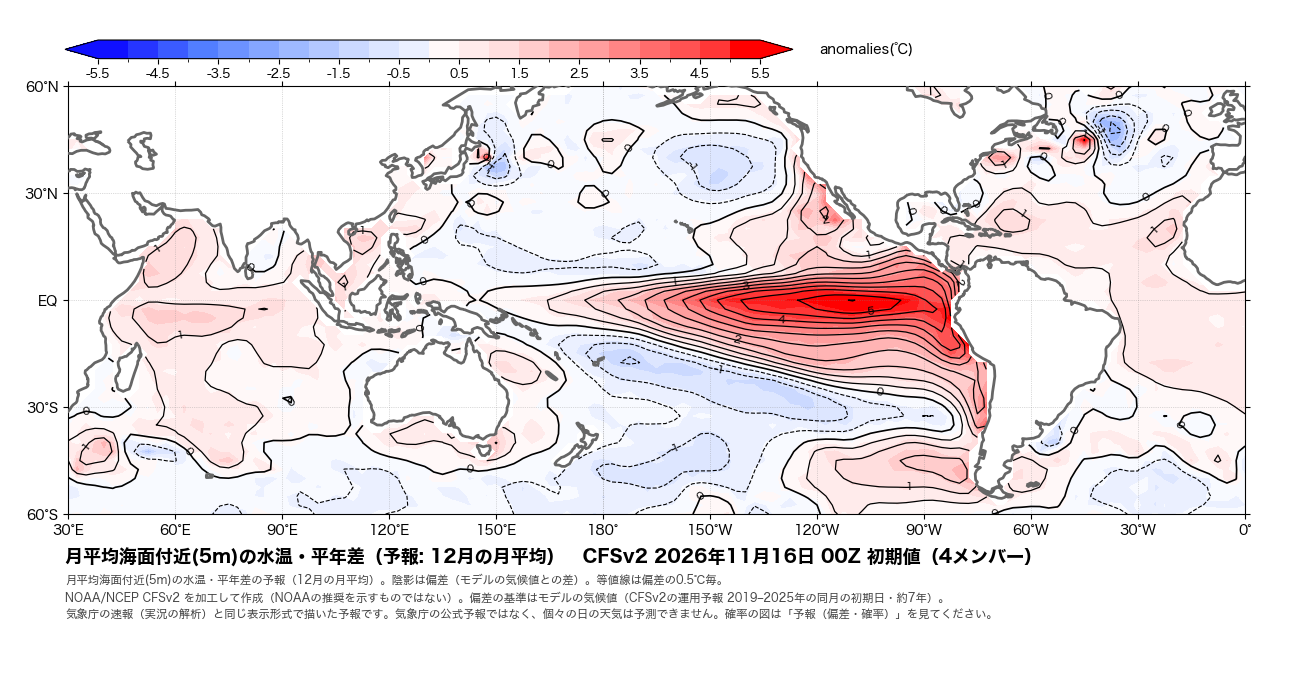 anomalies(℃)
-5.5 -4.5 -3.5 -2.5 -1.5 -0.5 0.5 1.5 2.5 3.5 4.5 5.5
60°N
30°N
EQ
30°S
60°S
30°E 60°E 90°E 120°E 150°E 180° 150°W 120°W 90°W 60°W 30°W 0°
月平均海面付近(5m)の水温・平年差（予報: 12月の月平均） CFSv2 2026年11月16日 00Z 初期値（4メンバー）
月平均海面付近(5m)の水温・平年差の予報（12月の月平均）。陰影は偏差（モデルの気候値との差）。等値線は偏差の0.5℃毎。
NOAA/NCEP CFSv2 を加工して作成（NOAAの推奨を示すものではない）。偏差の基準はモデルの気候値（CFSv2の運用予報 2019–2025年の同月の初期日・約7年）。
気象庁の速報（実況の解析）と同じ表示形式で描いた予報です。気象庁の公式予報ではなく、個々の日の天気は予測できません。確率の図は「予報（偏差・確率）」を見てください。